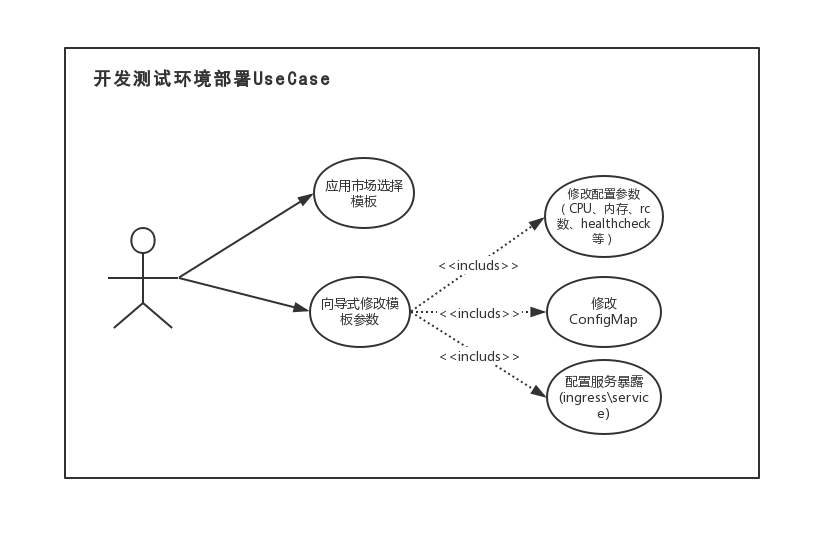 开发测试环境部署UseCase
应用市场选择
模板
向导式修改模
板参数
<<includs>>
<<includs>>
<<includs>>
修改配置参数
（CPU、内存、rc
数、healthcheck
等）
修改
ConfigMap
配置服务暴露
(ingress\servic
e)